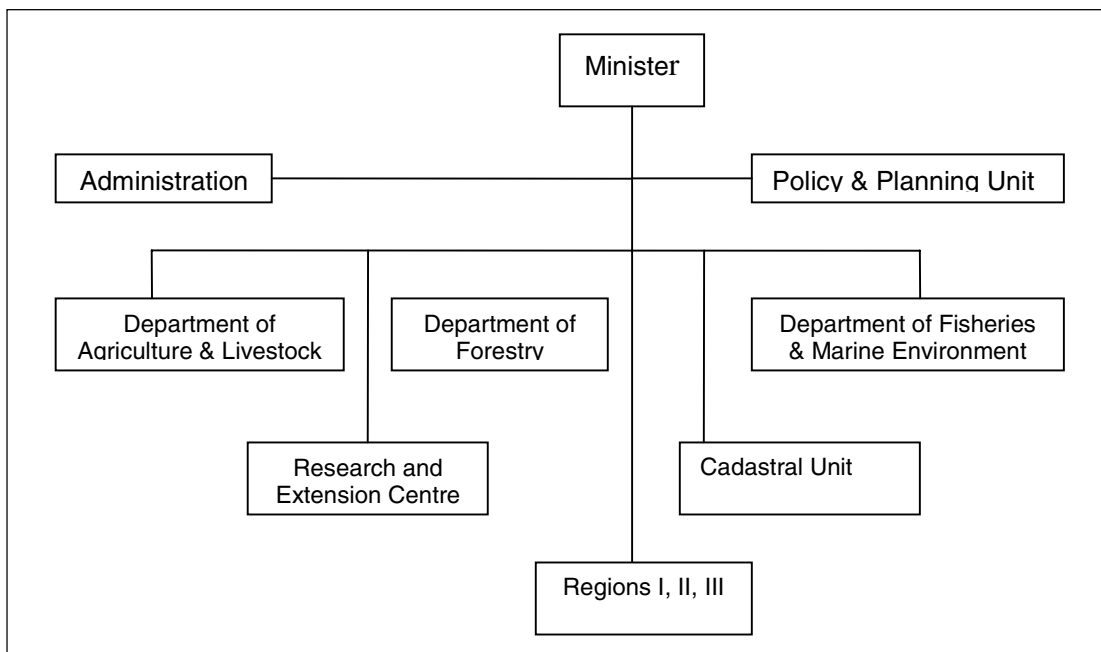 Minister
Administration
Policy & Planning Unit
Department of
Agriculture & Livestock
Department of
Forestry
Department of Fisheries
& Marine Environment
Research and
Extension Centre
Cadastral Unit
Regions I, II, III